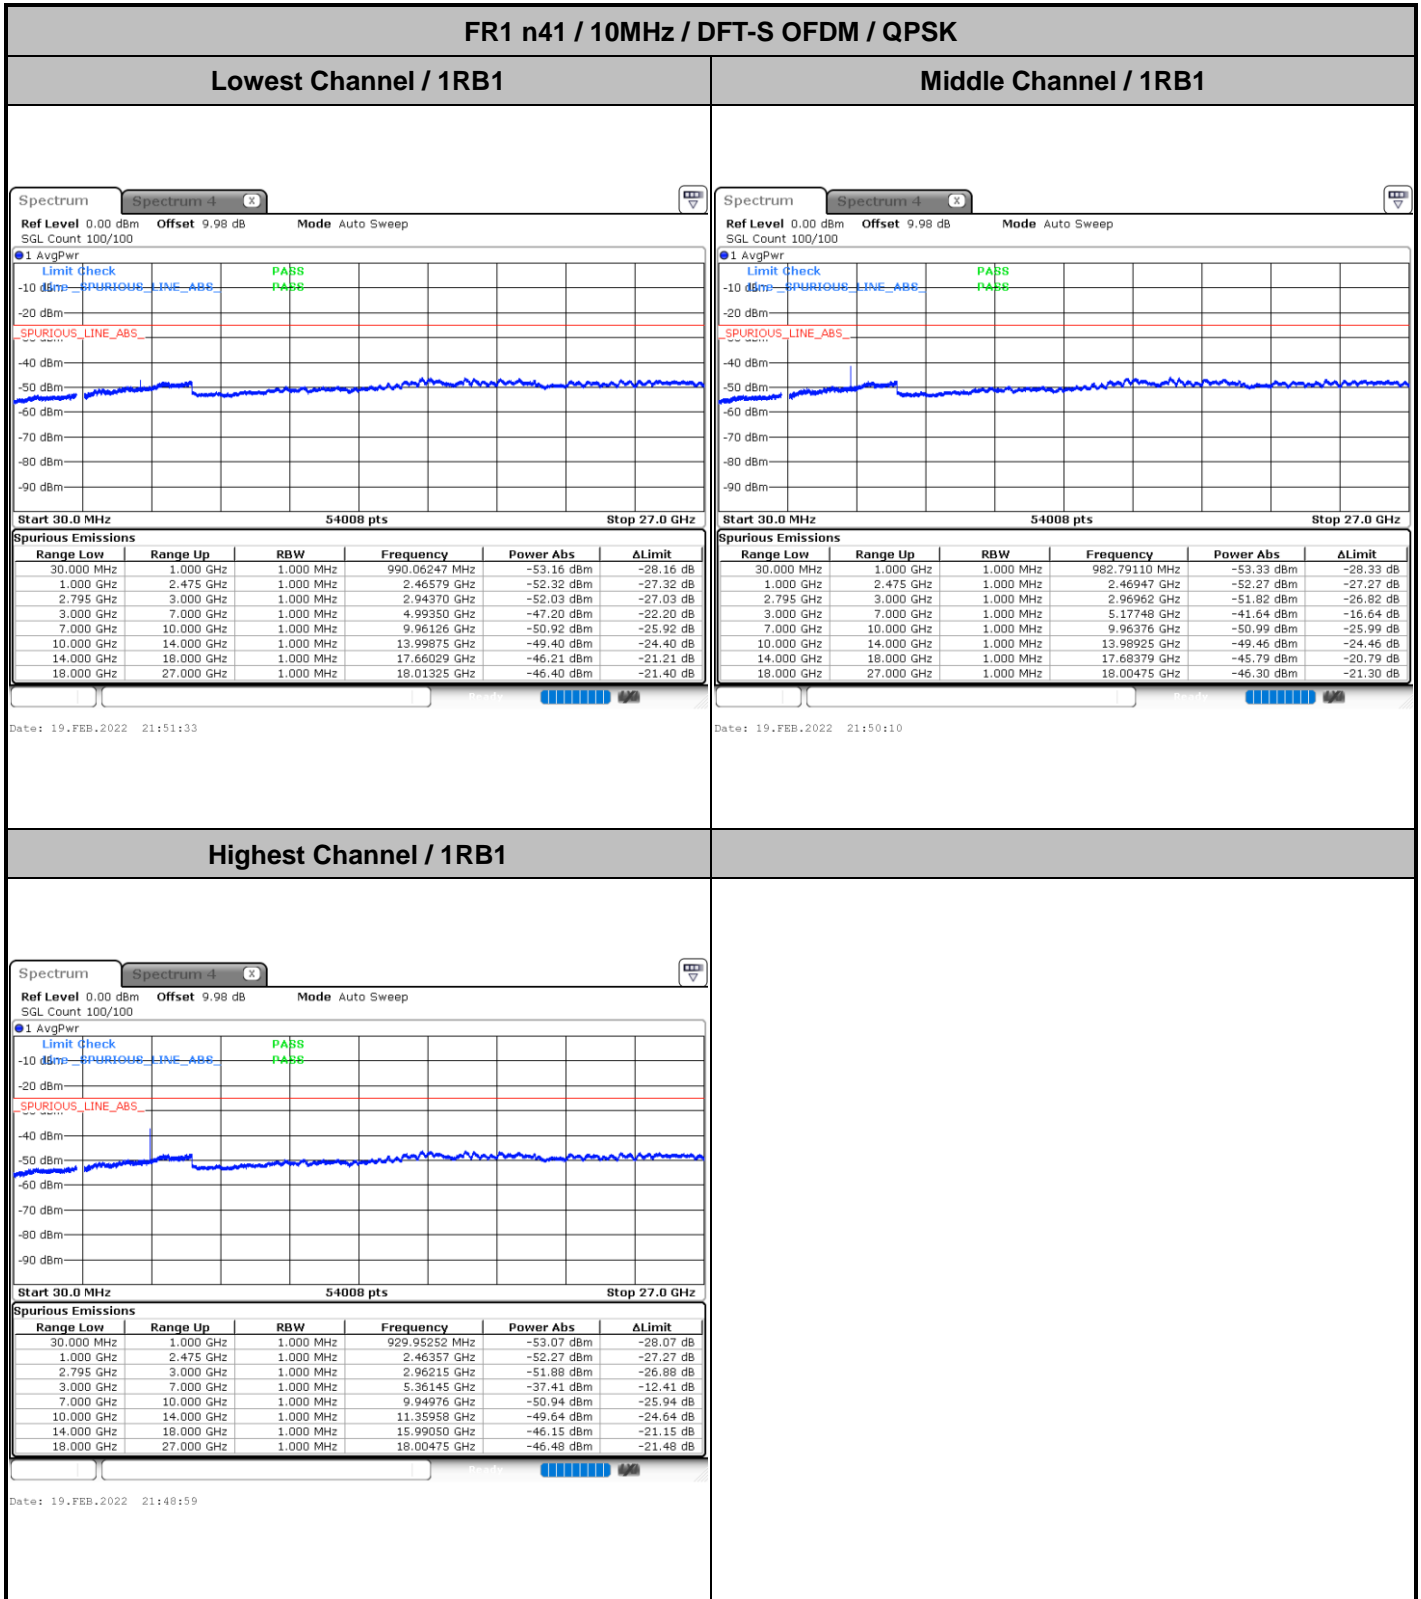 FR1 n41 / 10MHz / DFT-S OFDM / QPSK
Lowest Channel / 1RB1
Middle Channel / 1RB1
Spectrum
Spectrum 4
X
Ref Level 0.00 dBm Offset 9.98 dB Mode Auto Sweep
SGL Count 100/100
1 AvgPwr
Limit Check PASS
-10 dBm
Line _SPURIOUS_LINE_ABS_ PASS
-20 dBm
_SPURIOUS_LINE_ABS_
-40 dBm
-50 dBm
-60 dBm
-70 dBm
-80 dBm
-90 dBm
Start 30.0 MHz 54008 pts Stop 27.0 GHz
Spurious Emissions
Range Low Range Up RBW Frequency Power Abs ΔLimit
30.000 MHz 1.000 GHz 1.000 MHz 990.06247 MHz -53.16 dBm -28.16 dB
1.000 GHz 2.475 GHz 1.000 MHz 2.46579 GHz -52.32 dBm -27.32 dB
2.795 GHz 3.000 GHz 1.000 MHz 2.94370 GHz -52.03 dBm -27.03 dB
3.000 GHz 7.000 GHz 1.000 MHz 4.99350 GHz -47.20 dBm -22.20 dB
7.000 GHz 10.000 GHz 1.000 MHz 9.96126 GHz -50.92 dBm -25.92 dB
10.000 GHz 14.000 GHz 1.000 MHz 13.99875 GHz -49.40 dBm -24.40 dB
14.000 GHz 18.000 GHz 1.000 MHz 17.66029 GHz -46.21 dBm -21.21 dB
18.000 GHz 27.000 GHz 1.000 MHz 18.01325 GHz -46.40 dBm -21.40 dB
Date: 19.FEB.2022 21:51:33
Spectrum
Spectrum 4
X
Ref Level 0.00 dBm Offset 9.98 dB Mode Auto Sweep
SGL Count 100/100
1 AvgPwr
Limit Check PASS
-10 dBm
Line _SPURIOUS_LINE_ABS_ PASS
-20 dBm
_SPURIOUS_LINE_ABS_
-40 dBm
-50 dBm
-60 dBm
-70 dBm
-80 dBm
-90 dBm
Start 30.0 MHz 54008 pts Stop 27.0 GHz
Spurious Emissions
Range Low Range Up RBW Frequency Power Abs ΔLimit
30.000 MHz 1.000 GHz 1.000 MHz 982.79110 MHz -53.33 dBm -28.33 dB
1.000 GHz 2.475 GHz 1.000 MHz 2.46947 GHz -52.27 dBm -27.27 dB
2.795 GHz 3.000 GHz 1.000 MHz 2.96962 GHz -51.82 dBm -26.82 dB
3.000 GHz 7.000 GHz 1.000 MHz 5.17748 GHz -41.64 dBm -16.64 dB
7.000 GHz 10.000 GHz 1.000 MHz 9.96376 GHz -50.99 dBm -25.99 dB
10.000 GHz 14.000 GHz 1.000 MHz 13.98925 GHz -49.46 dBm -24.46 dB
14.000 GHz 18.000 GHz 1.000 MHz 17.68379 GHz -45.79 dBm -20.79 dB
18.000 GHz 27.000 GHz 1.000 MHz 18.00475 GHz -46.30 dBm -21.30 dB
Date: 19.FEB.2022 21:50:10
Highest Channel / 1RB1
Spectrum
Spectrum 4
X
Ref Level 0.00 dBm Offset 9.98 dB Mode Auto Sweep
SGL Count 100/100
1 AvgPwr
Limit Check PASS
-10 dBm
Line _SPURIOUS_LINE_ABS_ PASS
-20 dBm
_SPURIOUS_LINE_ABS_
-40 dBm
-50 dBm
-60 dBm
-70 dBm
-80 dBm
-90 dBm
Start 30.0 MHz 54008 pts Stop 27.0 GHz
Spurious Emissions
Range Low Range Up RBW Frequency Power Abs ΔLimit
30.000 MHz 1.000 GHz 1.000 MHz 929.95252 MHz -53.07 dBm -28.07 dB
1.000 GHz 2.475 GHz 1.000 MHz 2.46357 GHz -52.27 dBm -27.27 dB
2.795 GHz 3.000 GHz 1.000 MHz 2.96215 GHz -51.88 dBm -26.88 dB
3.000 GHz 7.000 GHz 1.000 MHz 5.36145 GHz -37.41 dBm -12.41 dB
7.000 GHz 10.000 GHz 1.000 MHz 9.94976 GHz -50.94 dBm -25.94 dB
10.000 GHz 14.000 GHz 1.000 MHz 11.35958 GHz -49.64 dBm -24.64 dB
14.000 GHz 18.000 GHz 1.000 MHz 15.99050 GHz -46.15 dBm -21.15 dB
18.000 GHz 27.000 GHz 1.000 MHz 18.00475 GHz -46.48 dBm -21.48 dB
Date: 19.FEB.2022 21:48:59